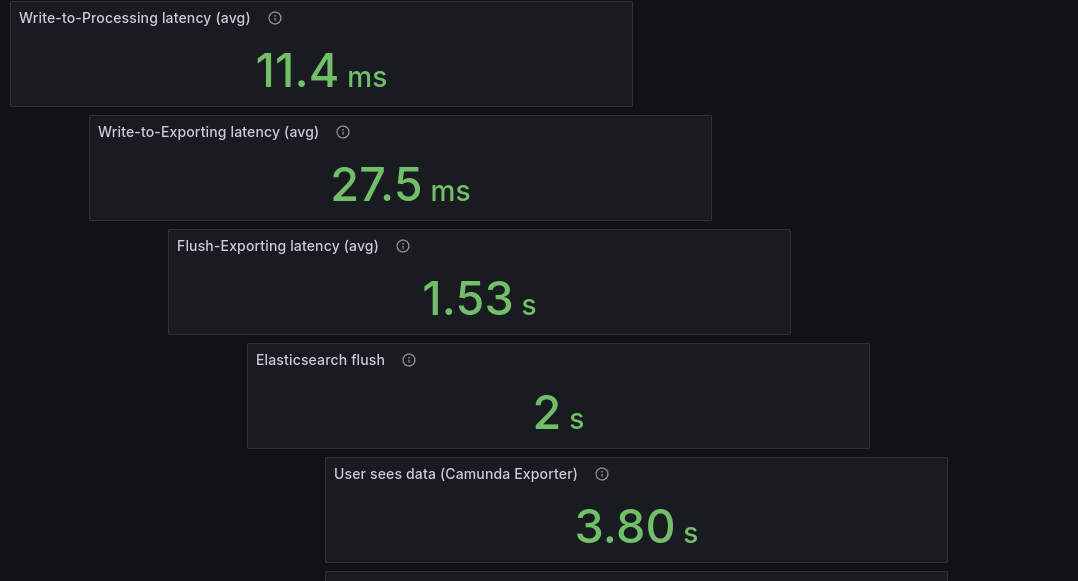 Write-to-Processing latency (avg)
11.4 ms
Write-to-Exporting latency (avg)
27.5 ms
Flush-Exporting latency (avg)
1.53 s
Elasticsearch flush
2 s
User sees data (Camunda Exporter)
3.80 s